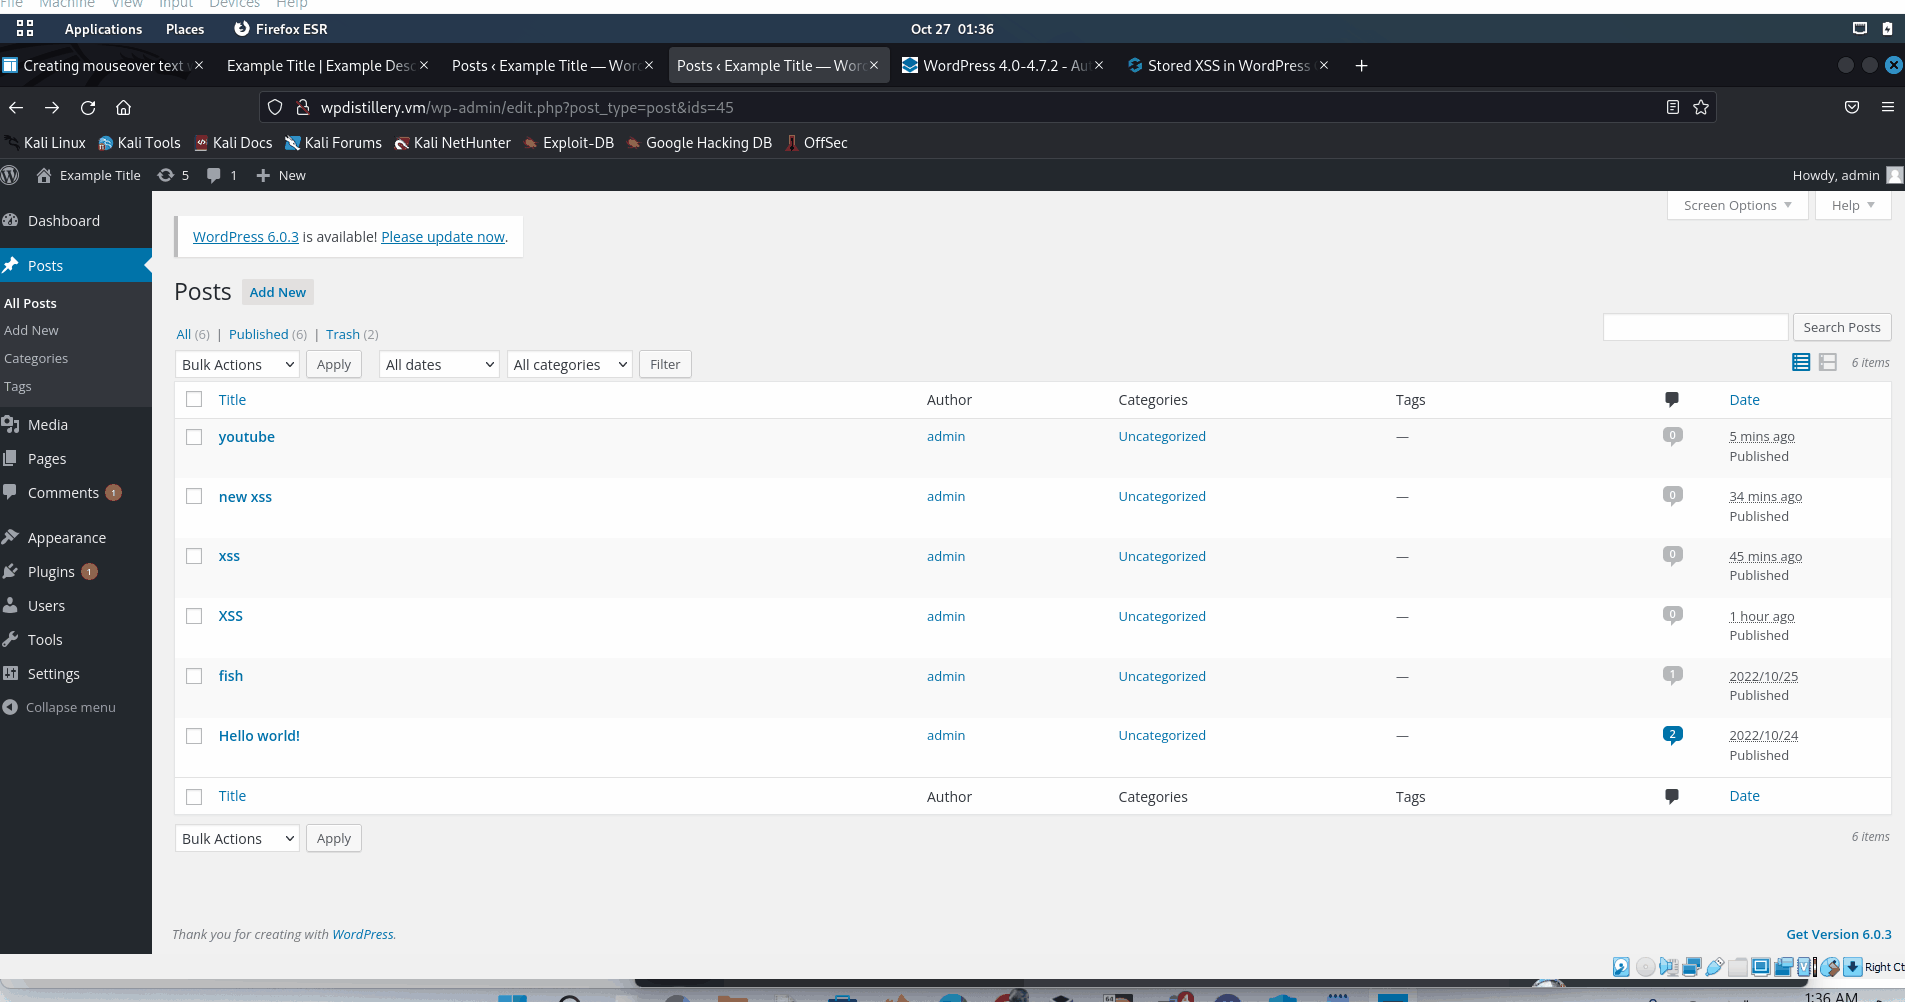 File Machine View Input Devices Help
Applications Places Firefox ESR Oct 27 01:36
Creating mouseover text × Example Title | Example Desc × Posts ‹ Example Title — Wor × Posts ‹ Example Title — Wor × WordPress 4.0-4.7.2 - Au × Stored XSS in WordPress × +
wpdistillery.vm/wp-admin/edit.php?post_type=post&ids=45
Kali Linux Kali Tools Kali Docs Kali Forums Kali NetHunter Exploit-DB Google Hacking DB OffSec
Example Title 5 1 + New Howdy, admin
Screen Options Help
Dashboard
WordPress 6.0.3 is available! Please update now.
Posts
Posts Add New
All Posts
Add New
Categories
Tags
All (6) | Published (6) | Trash (2)
Search Posts
Bulk Actions Apply All dates All categories Filter
6 items
Title Author Categories Tags Date
Media
youtube admin Uncategorized — 0 5 mins ago
Published
Pages
Comments 1
new xss admin Uncategorized — 0 34 mins ago
Published
Appearance
xss admin Uncategorized — 0 45 mins ago
Published
Plugins 1
Users
XSS admin Uncategorized — 0 1 hour ago
Published
Tools
Settings
fish admin Uncategorized — 1 2022/10/25
Published
Collapse menu
Hello world! admin Uncategorized — 2 2022/10/24
Published
Title Author Categories Tags Date
Bulk Actions Apply
6 items
Thank you for creating with WordPress.
Get Version 6.0.3
Right Ct
1:36 AM